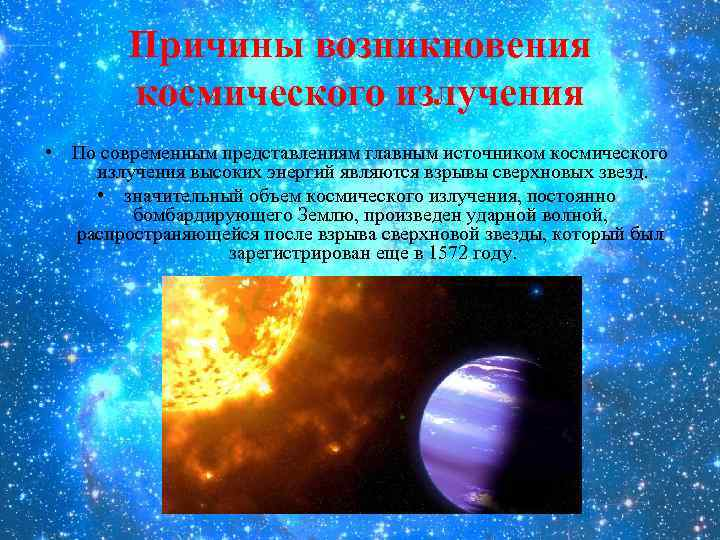 Причины возникновения
космического излучения
• По современным представлениям главным источником космического
излучения высоких энергий являются взрывы сверхновых звезд.
• значительный объем космического излучения, постоянно
бомбардирующего Землю, произведен ударной волной,
распространяющейся после взрыва сверхновой звезды, который был
зарегистрирован еще в 1572 году.